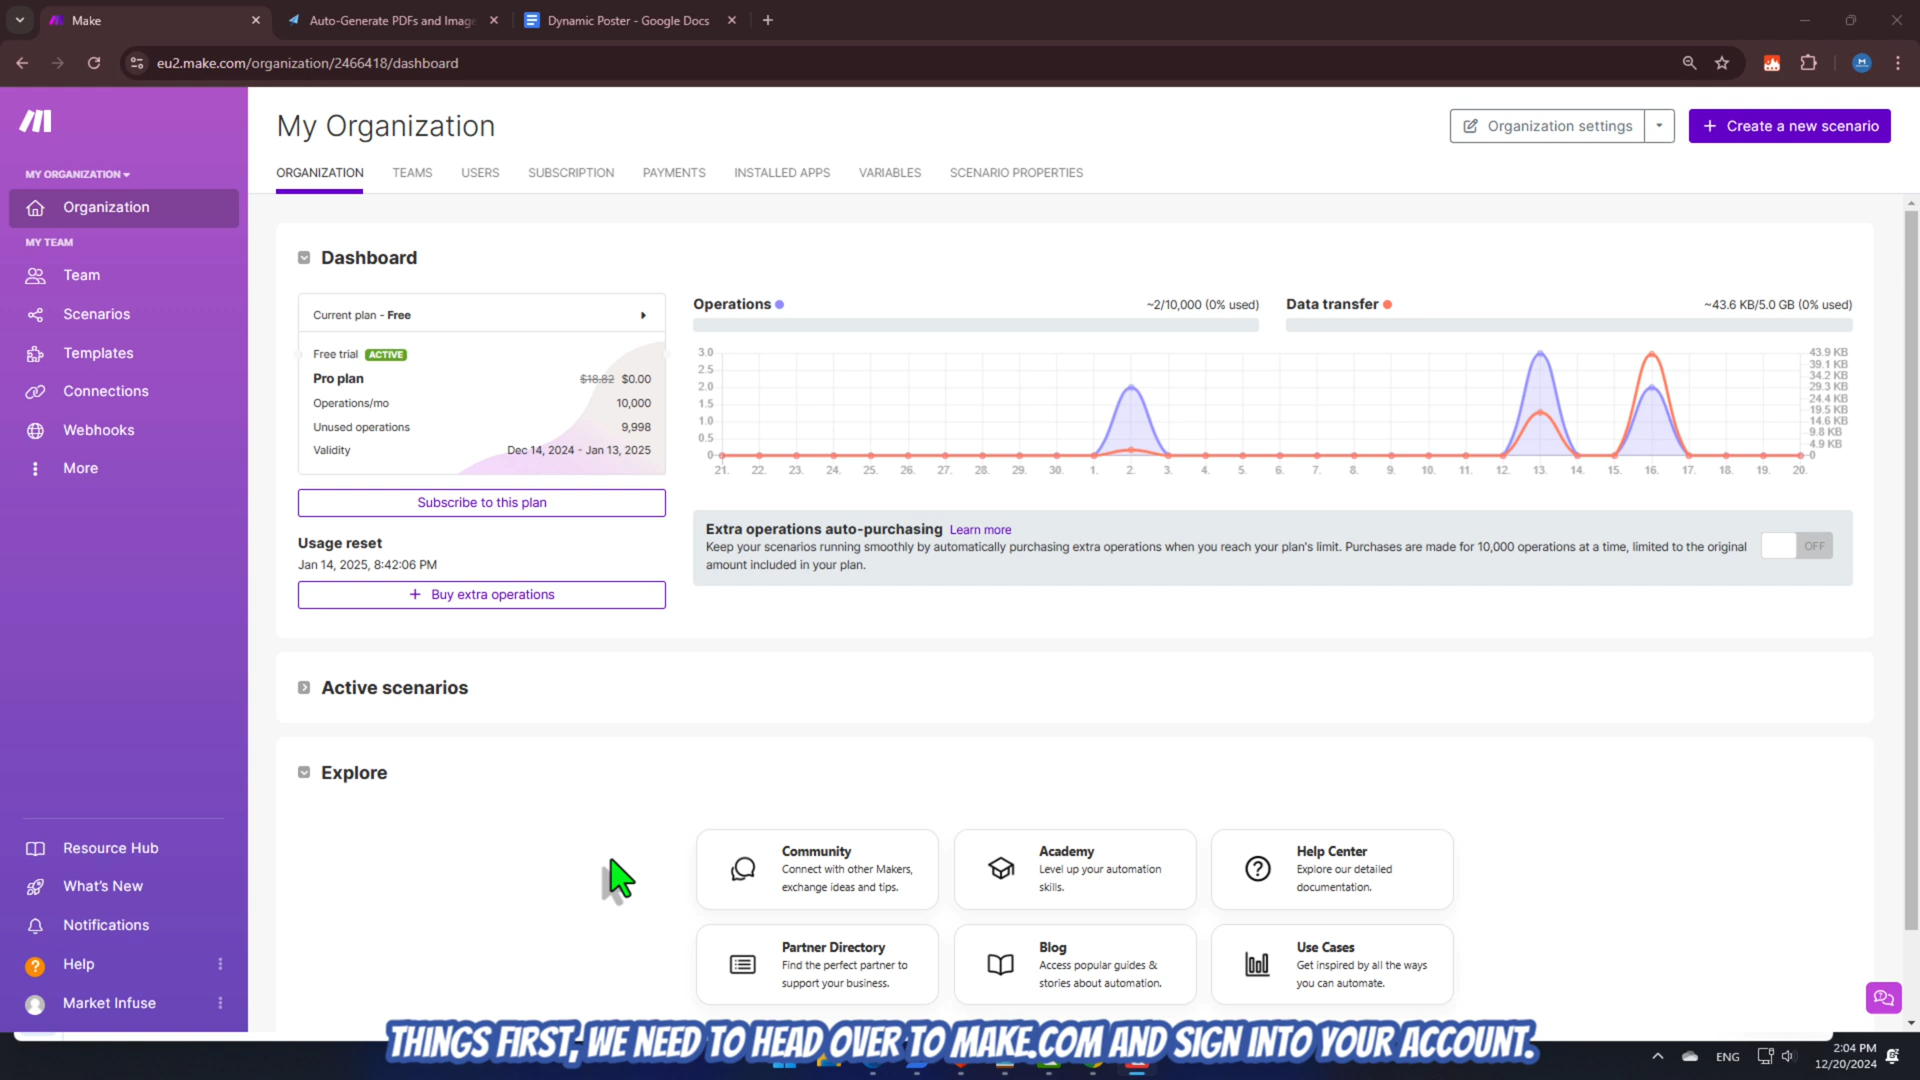 Make
Auto-Generate PDFs and Image
Dynamic Poster - Google Docs
eu2.make.com/organization/2466418/dashboard
My Organization
Organization settings
+ Create a new scenario
MY ORGANIZATION
Organization
MY TEAM
Team
Scenarios
Templates
Connections
Webhooks
More
Resource Hub
What's New
Notifications
Help
Market Infuse
ORGANIZATION TEAMS USERS SUBSCRIPTION PAYMENTS INSTALLED APPS VARIABLES SCENARIO PROPERTIES
Dashboard
Current plan - Free
Free trial ACTIVE
Pro plan $18.82 $0.00
Operations/mo 10,000
Unused operations 9,998
Validity Dec 14, 2024 - Jan 13, 2025
Subscribe to this plan
Usage reset
Jan 14, 2025, 8:42:06 PM
+ Buy extra operations
Operations ~2/10,000 (0% used)
Data transfer ~43.6 KB/5.0 GB (0% used)
3.0
2.5
2.0
1.5
1.0
0.5
0
43.9 KB
39.1 KB
34.2 KB
29.3 KB
24.4 KB
19.5 KB
14.6 KB
9.8 KB
4.9 KB
0
21. 22. 23. 24. 25. 26. 27. 28. 29. 30. 1. 2. 3. 4. 5. 6. 7. 8. 9. 10. 11. 12. 13. 14. 15. 16. 17. 18. 19. 20.
Extra operations auto-purchasing Learn more
Keep your scenarios running smoothly by automatically purchasing extra operations when you reach your plan's limit. Purchases are made for 10,000 operations at a time, limited to the original
amount included in your plan.
OFF
Active scenarios
Explore
Community
Connect with other Makers,
exchange ideas and tips.
Academy
Level up your automation
skills.
Help Center
Explore our detailed
documentation.
Partner Directory
Find the perfect partner to
support your business.
Blog
Access popular guides &
stories about automation.
Use Cases
Get inspired by all the ways
you can automate.
THINGS FIRST, WE NEED TO HEAD OVER TO MAKE.COM AND SIGN INTO YOUR ACCOUNT.
ENG
2:04 PM
12/20/2024